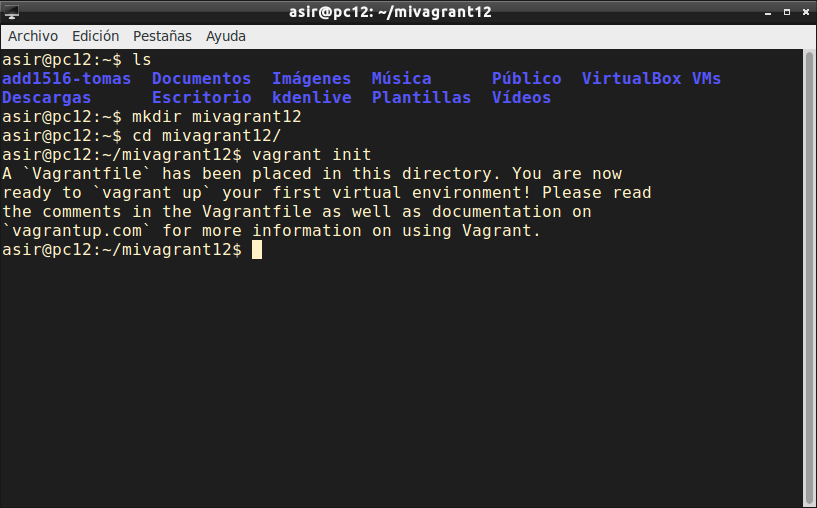 asir@pc12: ~/mivagrant12
Archivo Edición Pestañas Ayuda
asir@pc12:~$ ls
add1516-tomas Documentos Imágenes Música Público VirtualBox VMs
Descargas Escritorio kdenlive Plantillas Vídeos
asir@pc12:~$ mkdir mivagrant12
asir@pc12:~$ cd mivagrant12/
asir@pc12:~/mivagrant12$ vagrant init
A `Vagrantfile` has been placed in this directory. You are now
ready to `vagrant up` your first virtual environment! Please read
the comments in the Vagrantfile as well as documentation on
`vagrantup.com` for more information on using Vagrant.
asir@pc12:~/mivagrant12$